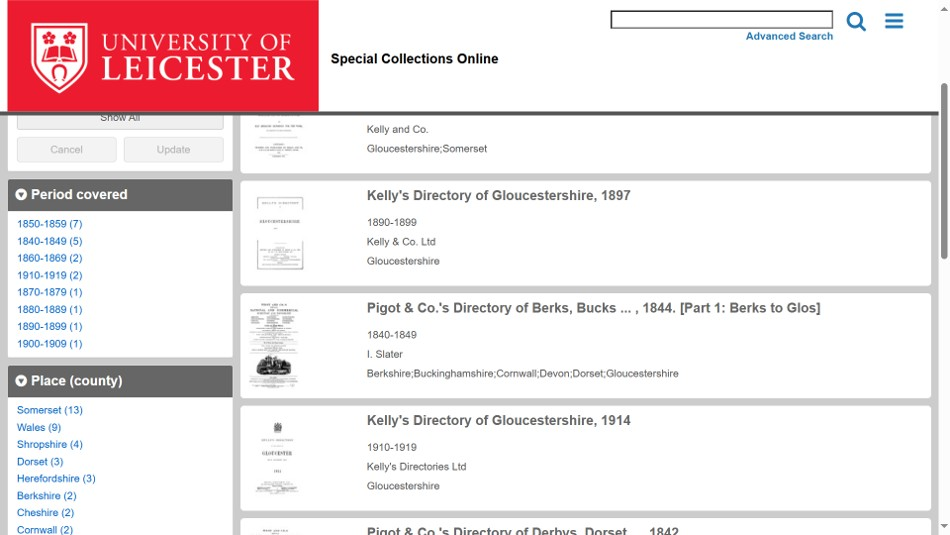 UNIVERSITY OF
LEICESTER
Special Collections Online
Advanced Search
Show All
Cancel
Update
Period covered
1850-1859 (7)
1840-1849 (5)
1860-1869 (2)
1910-1919 (2)
1870-1879 (1)
1880-1889 (1)
1890-1899 (1)
1900-1909 (1)
Place (county)
Somerset (13)
Wales (9)
Shropshire (4)
Dorset (3)
Herefordshire (3)
Berkshire (2)
Cheshire (2)
Cornwall (2)
Kelly and Co.
Gloucestershire;Somerset
Kelly's Directory of Gloucestershire, 1897
1890-1899
Kelly & Co. Ltd
Gloucestershire
Pigot & Co.'s Directory of Berks, Bucks ... , 1844. [Part 1: Berks to Glos]
1840-1849
I. Slater
Berkshire;Buckinghamshire;Cornwall;Devon;Dorset;Gloucestershire
Kelly's Directory of Gloucestershire, 1914
1910-1919
Kelly's Directories Ltd
Gloucestershire
Pigot & Co.'s Directory of Derbys, Dorset ... , 1842.